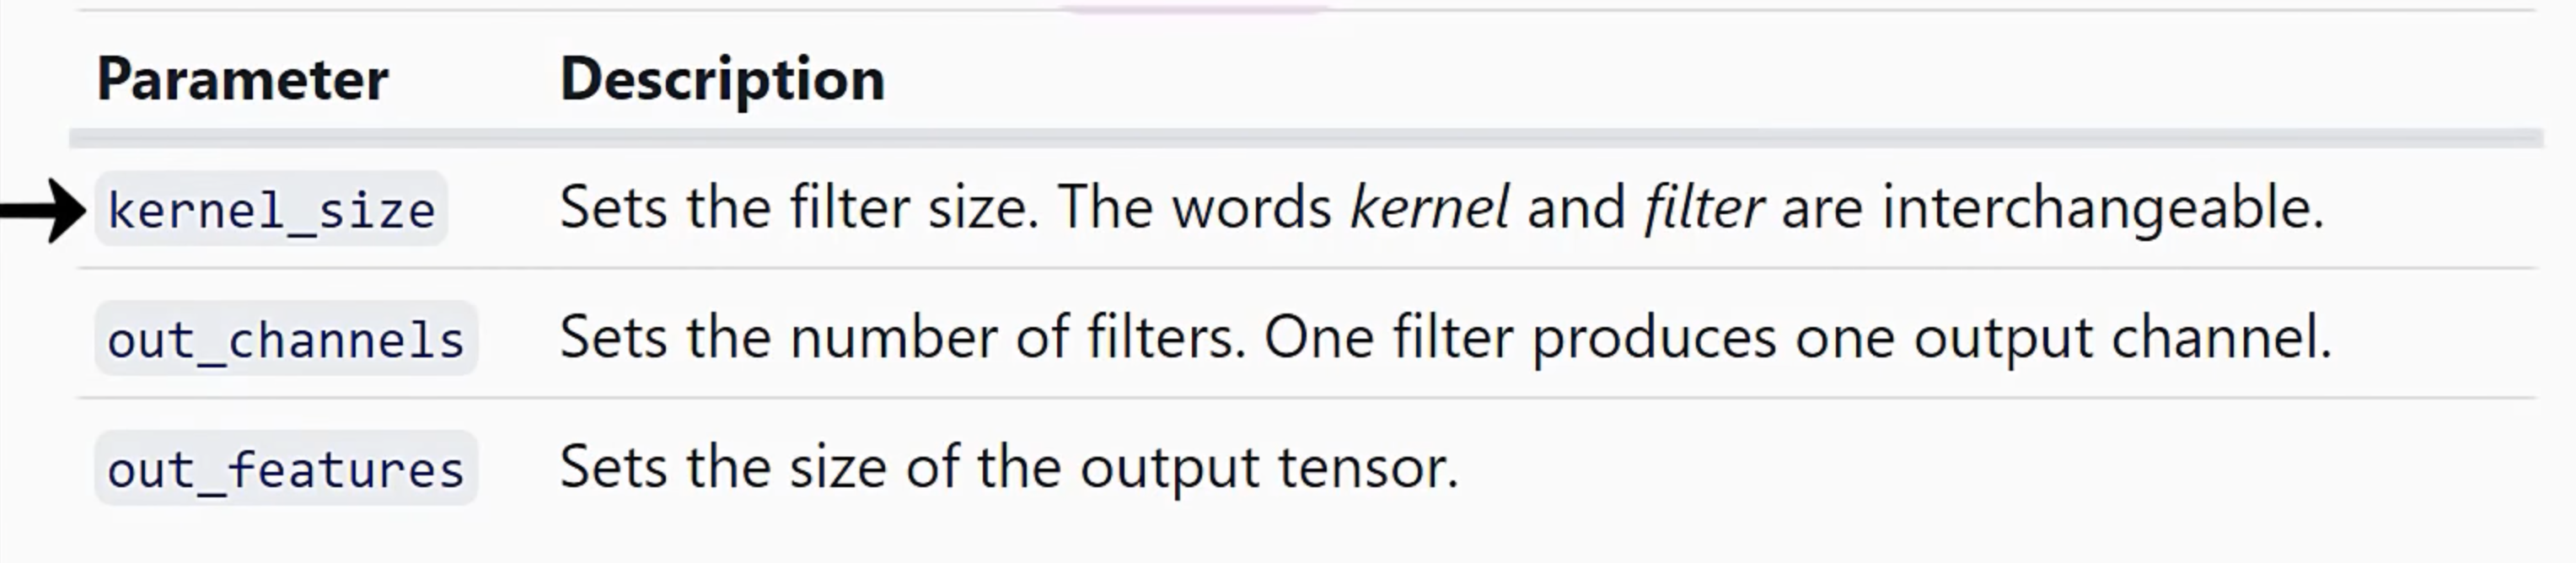 Parameter Description
kernel_size Sets the filter size. The words kernel and filter are interchangeable.
out_channels Sets the number of filters. One filter produces one output channel.
out_features Sets the size of the output tensor.